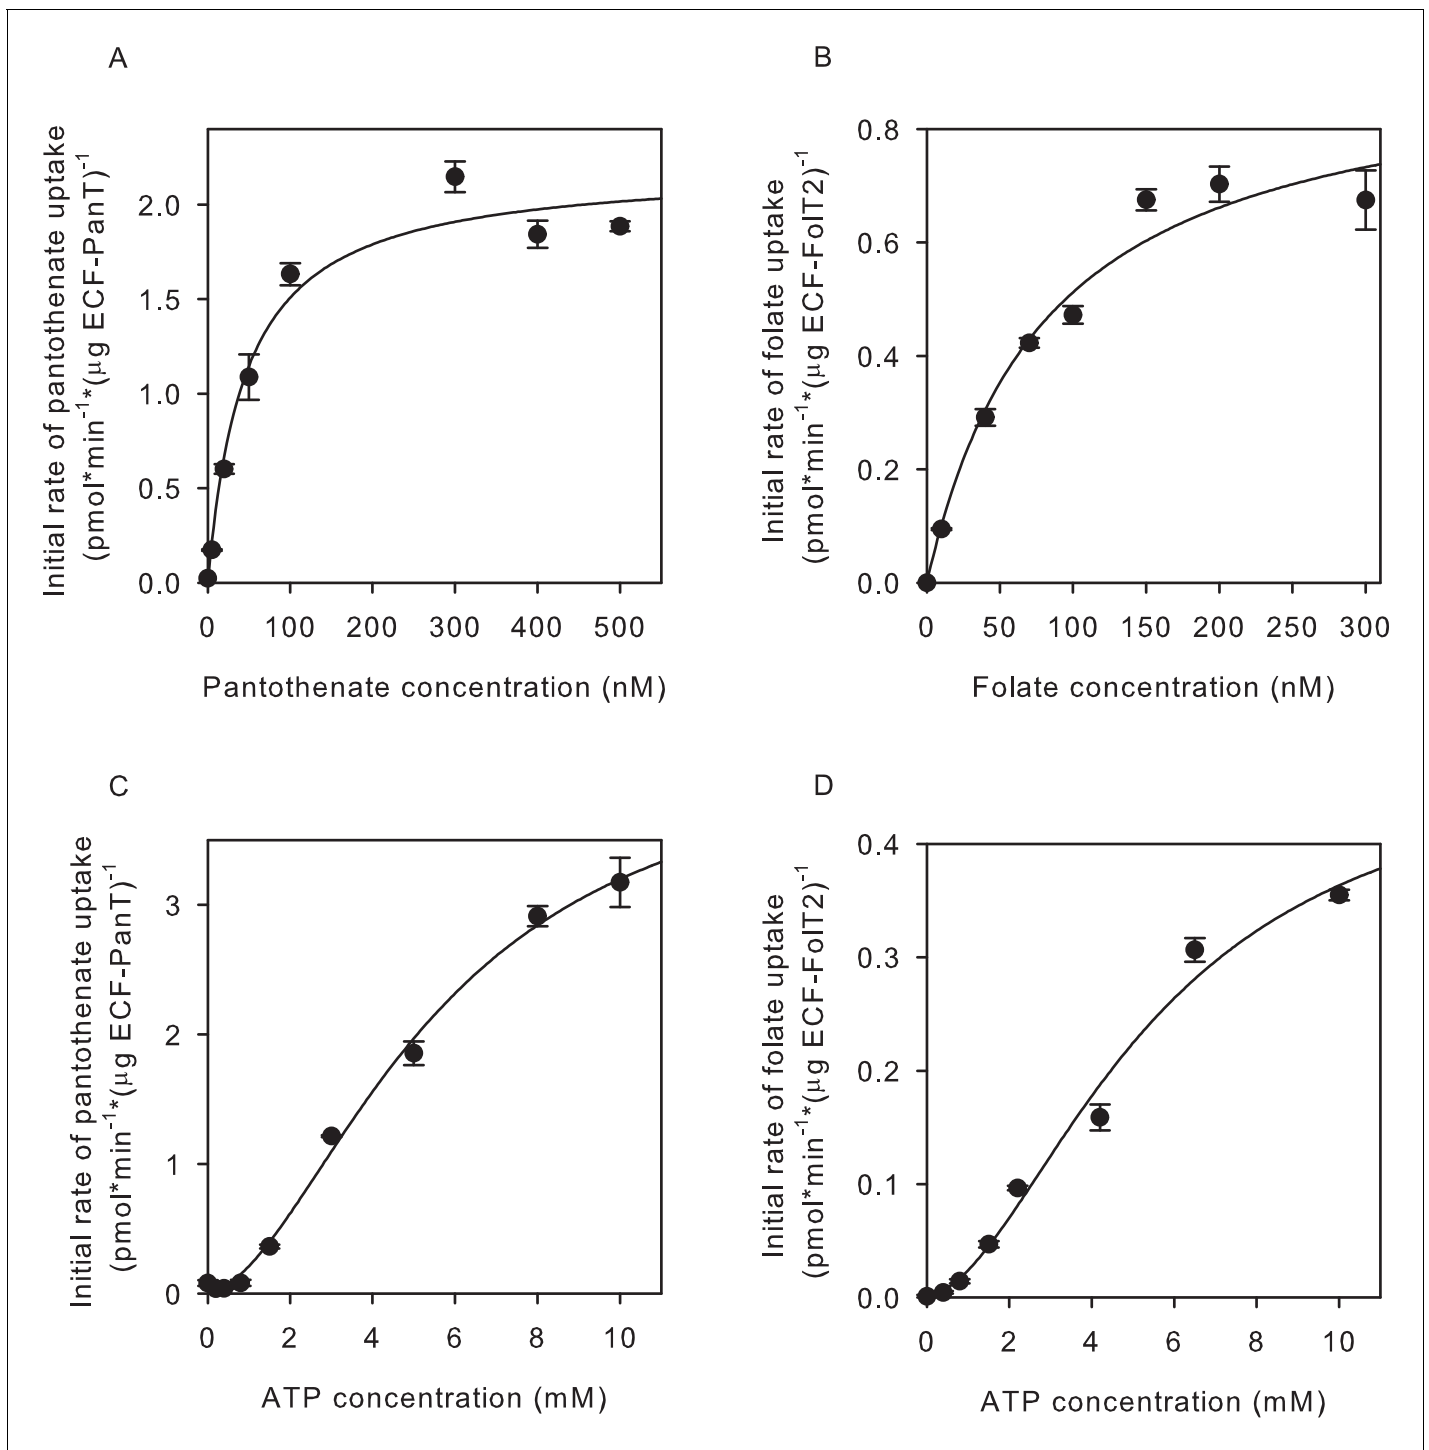 A
Initial rate of pantothenate uptake
(pmol*min⁻¹*(μg ECF-PanT)⁻¹
2.0
1.5
1.0
0.5
0.0
0 100 200 300 400 500
Pantothenate concentration (nM)
B
Initial rate of folate uptake
(pmol*min⁻¹*(μg ECF-FolT2)⁻¹
0.8
0.6
0.4
0.2
0.0
0 50 100 150 200 250 300
Folate concentration (nM)
C
Initial rate of pantothenate uptake
(pmol*min⁻¹*(μg ECF-PanT)⁻¹
3
2
1
0
0 2 4 6 8 10
ATP concentration (mM)
D
Initial rate of folate uptake
(pmol*min⁻¹*(μg ECF-FolT2)⁻¹
0.4
0.3
0.2
0.1
0.0
0 2 4 6 8 10
ATP concentration (mM)